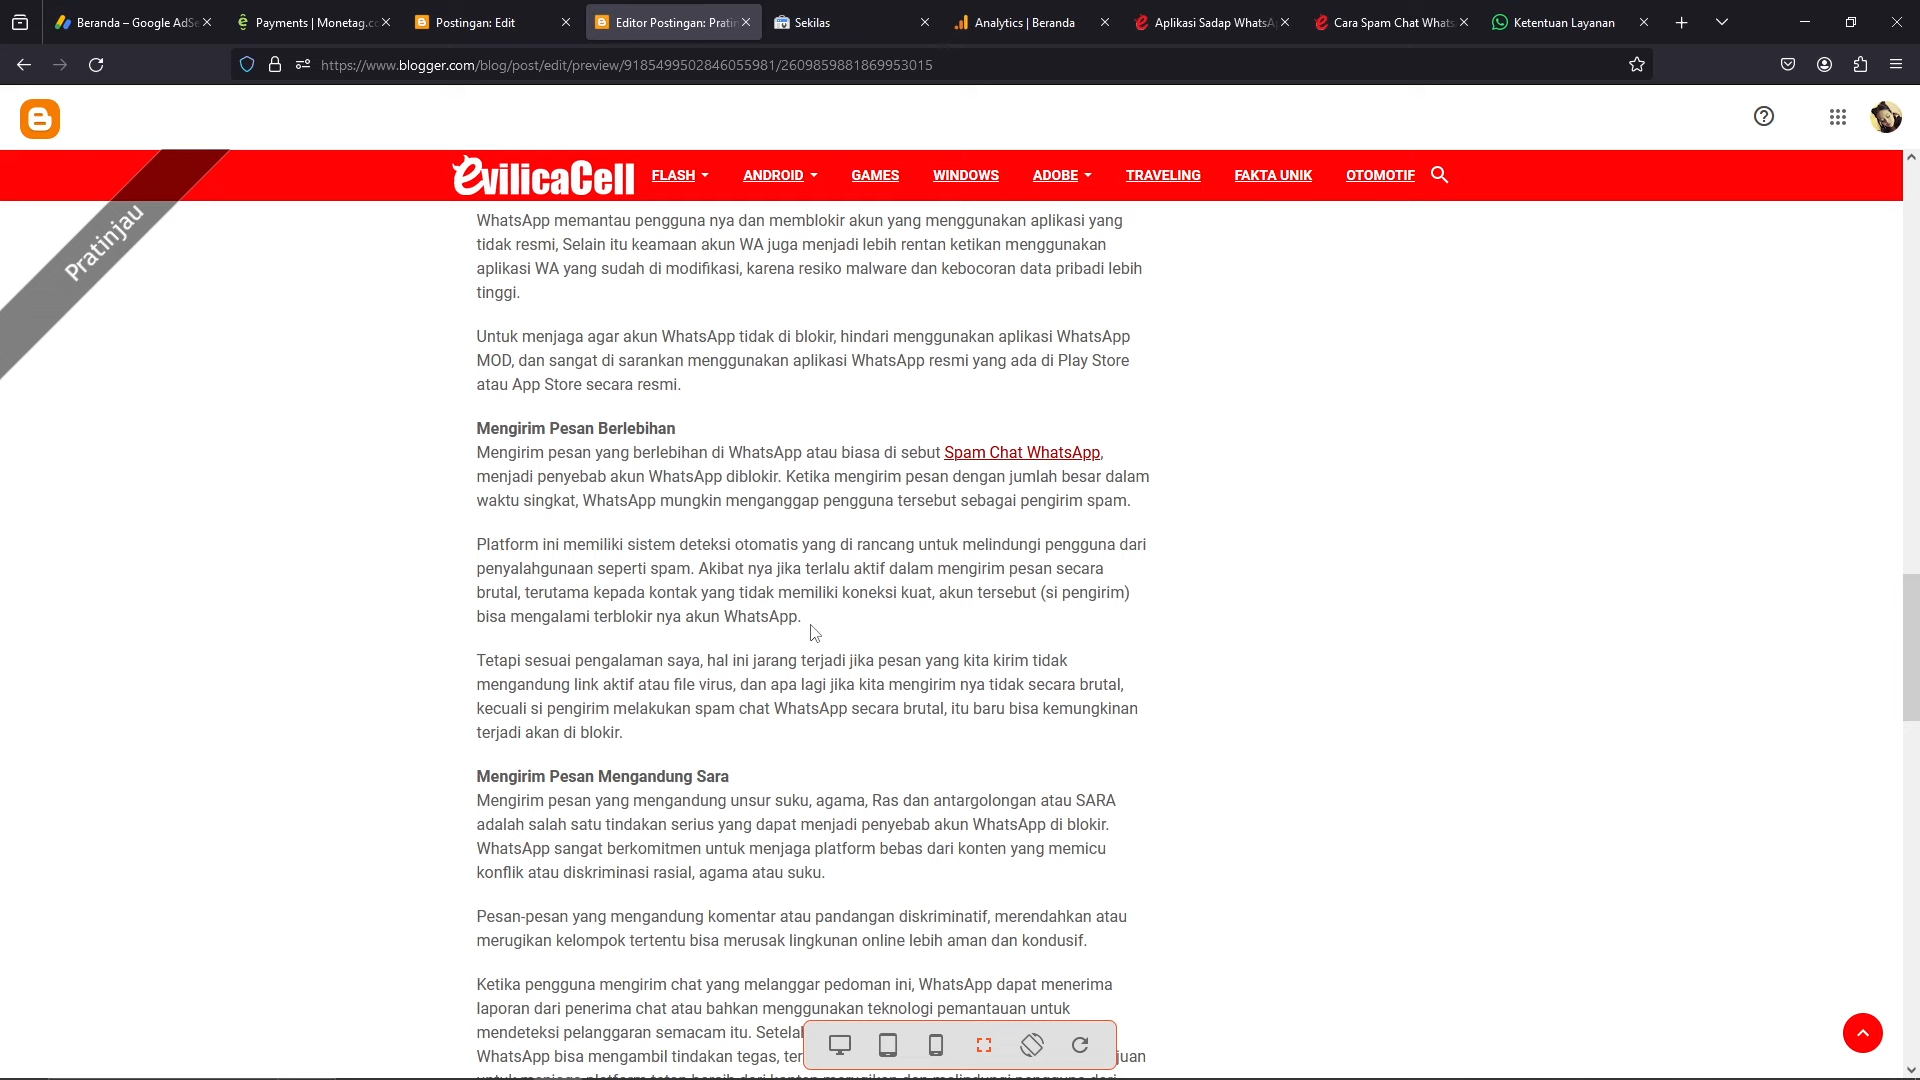 Beranda – Google AdSe
Payments | Monetag.co
Postingan: Edit
Editor Postingan: Pratin
Sekilas
Analytics | Beranda
Aplikasi Sadap WhatsA
Cara Spam Chat Whats
Ketentuan Layanan
https://www.blogger.com/blog/post/edit/preview/9185499502846055981/2609859881869953015
Pratinjau
evilicaCell
FLASH
ANDROID
GAMES
WINDOWS
ADOBE
TRAVELING
FAKTA UNIK
OTOMOTIF
WhatsApp memantau pengguna nya dan memblokir akun yang menggunakan aplikasi yang
tidak resmi, Selain itu keamaan akun WA juga menjadi lebih rentan ketikan menggunakan
aplikasi WA yang sudah di modifikasi, karena resiko malware dan kebocoran data pribadi lebih
tinggi.
Untuk menjaga agar akun WhatsApp tidak di blokir, hindari menggunakan aplikasi WhatsApp
MOD, dan sangat di sarankan menggunakan aplikasi WhatsApp resmi yang ada di Play Store
atau App Store secara resmi.
Mengirim Pesan Berlebihan
Mengirim pesan yang berlebihan di WhatsApp atau biasa di sebut Spam Chat WhatsApp,
menjadi penyebab akun WhatsApp diblokir. Ketika mengirim pesan dengan jumlah besar dalam
waktu singkat, WhatsApp mungkin menganggap pengguna tersebut sebagai pengirim spam.
Platform ini memiliki sistem deteksi otomatis yang di rancang untuk melindungi pengguna dari
penyalahgunaan seperti spam. Akibat nya jika terlalu aktif dalam mengirim pesan secara
brutal, terutama kepada kontak yang tidak memiliki koneksi kuat, akun tersebut (si pengirim)
bisa mengalami terblokir nya akun WhatsApp.
Tetapi sesuai pengalaman saya, hal ini jarang terjadi jika pesan yang kita kirim tidak
mengandung link aktif atau file virus, dan apa lagi jika kita mengirim nya tidak secara brutal,
kecuali si pengirim melakukan spam chat WhatsApp secara brutal, itu baru bisa kemungkinan
terjadi akan di blokir.
Mengirim Pesan Mengandung Sara
Mengirim pesan yang mengandung unsur suku, agama, Ras dan antargolongan atau SARA
adalah salah satu tindakan serius yang dapat menjadi penyebab akun WhatsApp di blokir.
WhatsApp sangat berkomitmen untuk menjaga platform bebas dari konten yang memicu
konflik atau diskriminasi rasial, agama atau suku.
Pesan-pesan yang mengandung komentar atau pandangan diskriminatif, merendahkan atau
merugikan kelompok tertentu bisa merusak lingkunan online lebih aman dan kondusif.
Ketika pengguna mengirim chat yang melanggar pedoman ini, WhatsApp dapat menerima
laporan dari penerima chat atau bahkan menggunakan teknologi pemantauan untuk
mendeteksi pelanggaran semacam itu. Setela
WhatsApp bisa mengambil tindakan tegas, ter juan